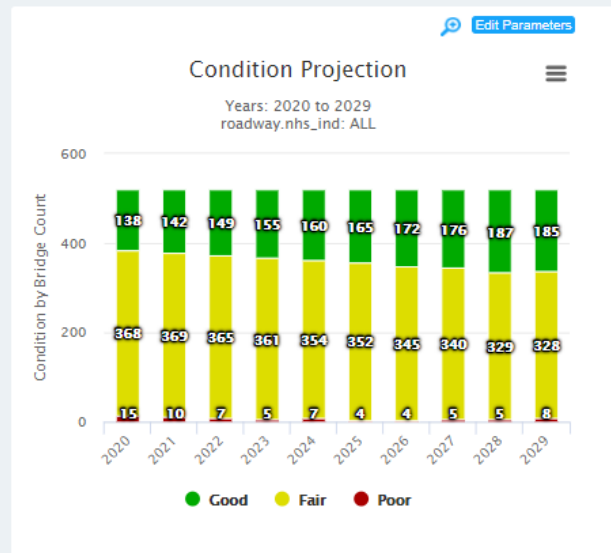 Edit Parameters
Condition Projection
Years: 2020 to 2029
roadway.nhs_ind: ALL
Condition by Bridge Count
600
400
200
0
138 142 149 155 160 165 172 176 187 185
368 369 365 361 354 352 345 340 329 328
15 10 7 5 7 4 4 5 5 8
2020 2021 2022 2023 2024 2025 2026 2027 2028 2029
Good Fair Poor